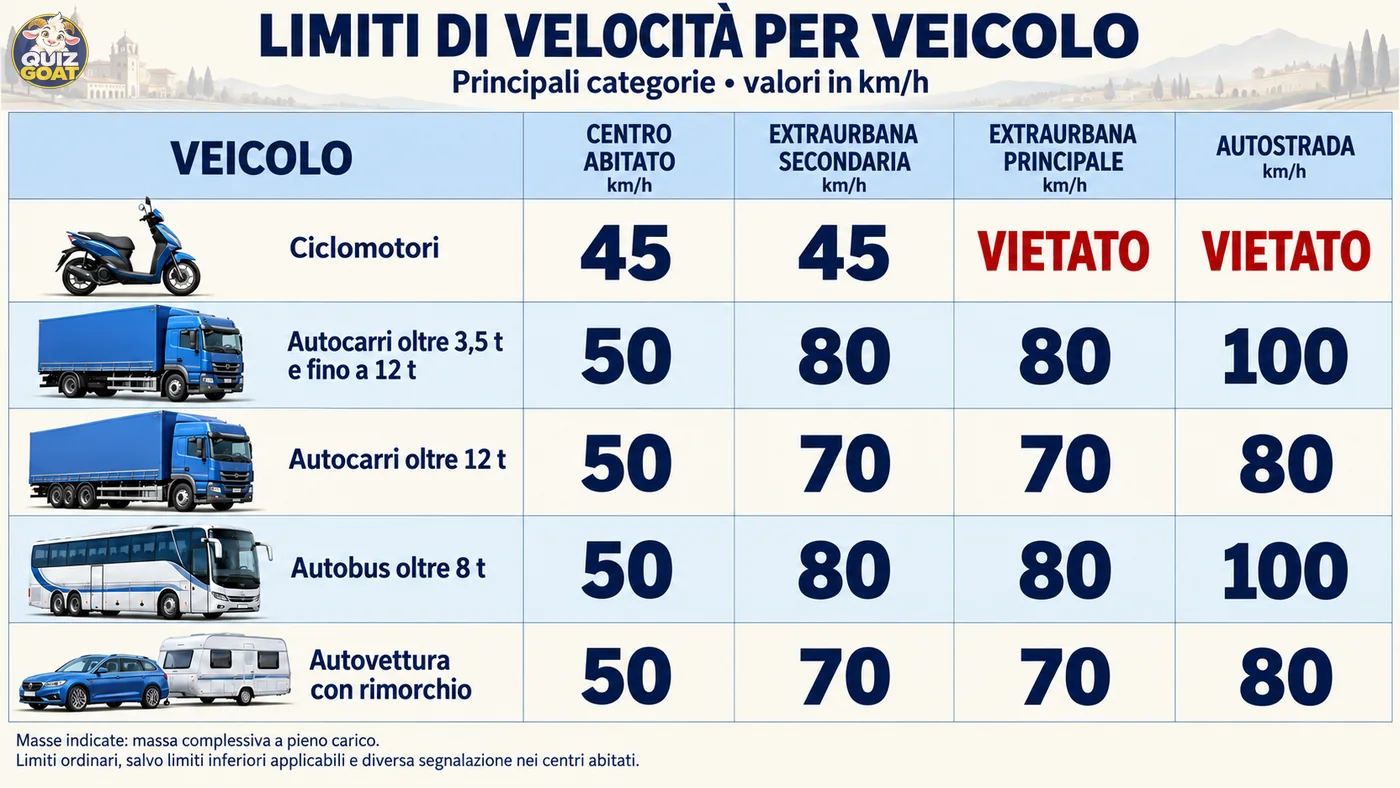 QUIZ
GOAT
LIMITI DI VELOCITÀ PER VEICOLO
Principali categorie • valori in km/h
VEICOLO
CENTRO
ABITATO
km/h
EXTRAURBANA
SECONDARIA
km/h
EXTRAURBANA
PRINCIPALE
km/h
AUTOSTRADA
km/h
Ciclomotori
45
45
VIETATO
VIETATO
Autocarri oltre 3,5 t
e fino a 12 t
50
80
80
100
Autocarri oltre 12 t
50
70
70
80
Autobus oltre 8 t
50
80
80
100
Autovettura
con rimorchio
50
70
70
80
Masse indicate: massa complessiva a pieno carico.
Limiti ordinari, salvo limiti inferiori applicabili e diversa segnalazione nei centri abitati.